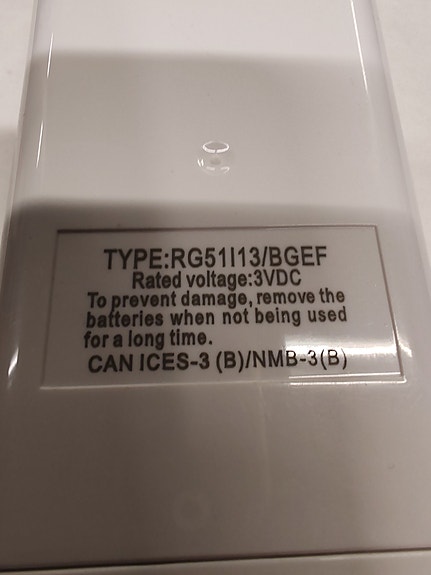 TYPE:RG51I13/BGEF
Rated voltage:3VDC
To prevent damage, remove the
batteries when not being used
for a long time.
CAN ICES-3 (B)/NMB-3(B)